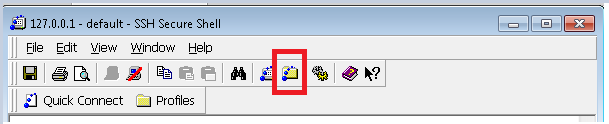 127.0.0.1 - default - SSH Secure Shell
File Edit View Window Help
Quick Connect Profiles